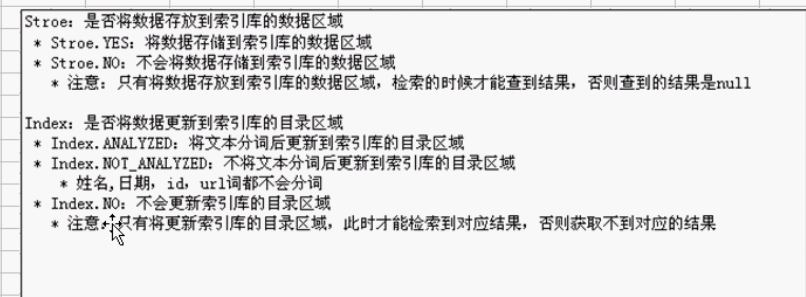 Stroe: 是否将数据存放到索引库的数据区域
* Stroe.YES: 将数据存储到索引库的数据区域
* Stroe.NO: 不会将数据存储到索引库的数据区域
* 注意: 只有将数据存放到索引库的数据区域, 检索的时候才能查到结果, 否则查到的结果是null
Index: 是否将数据更新到索引库的目录区域
* Index.ANALYZED: 将文本分词后更新到索引库的目录区域
* Index.NOT_ANALYZED: 不将文本分词后更新到索引库的目录区域
* 姓名,日期, id, url词都不会分词
* Index.NO: 不会更新索引库的目录区域
* 注意: 只有将更新索引库的目录区域, 此时才能检索到对应结果, 否则获取不到对应的结果